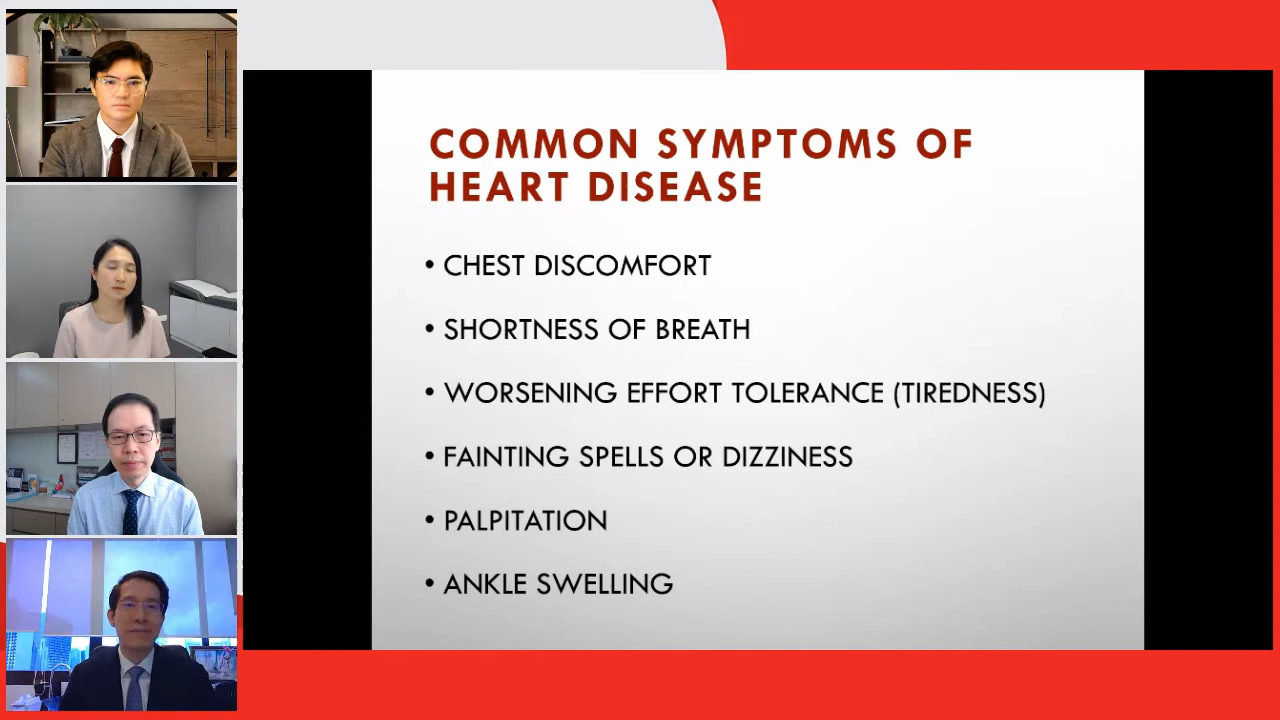 COMMON SYMPTOMS OF
HEART DISEASE
• CHEST DISCOMFORT
• SHORTNESS OF BREATH
• WORSENING EFFORT TOLERANCE (TIREDNESS)
• FAINTING SPELLS OR DIZZINESS
• PALPITATION
• ANKLE SWELLING